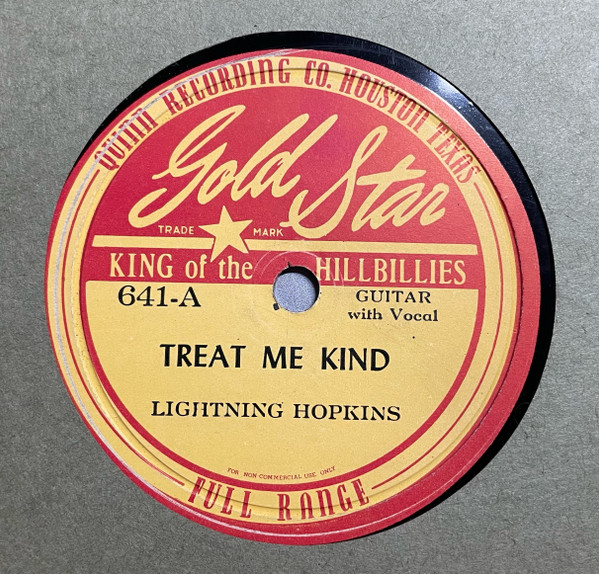 QUINN RECORDING CO. HOUSTON TEXAS
Gold Star
TRADE MARK
KING of the HILLBILLIES
641-A
GUITAR
with Vocal
TREAT ME KIND
LIGHTNING HOPKINS
FOR NON-COMMERCIAL USE ONLY
FULL RANGE